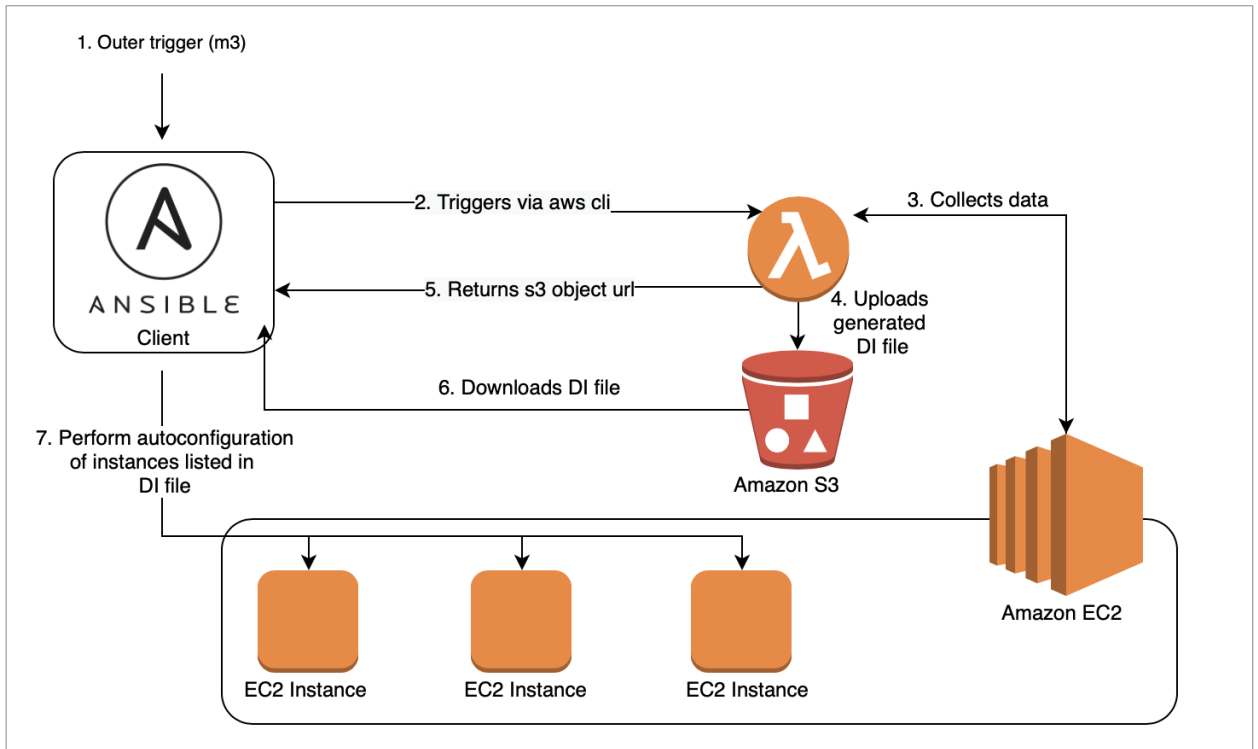 1. Outer trigger (m3)
ANSIBLE
Client
2. Triggers via aws cli
3. Collects data
4. Uploads
generated
DI file
5. Returns s3 object url
6. Downloads DI file
Amazon S3
7. Perform autoconfiguration
of instances listed in
DI file
Amazon EC2
EC2 Instance
EC2 Instance
EC2 Instance